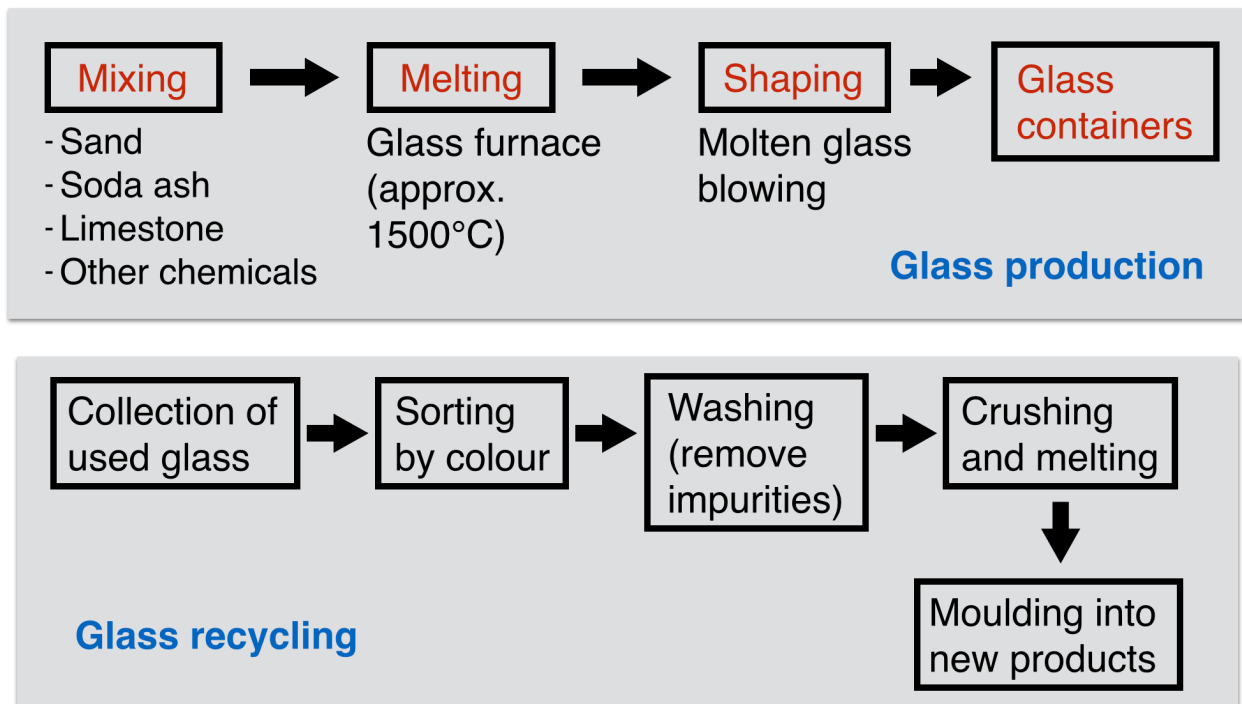 Mixing
- Sand
- Soda ash
- Limestone
- Other chemicals
Melting
Glass furnace
(approx.
1500°C)
Shaping
Molten glass
blowing
Glass
containers
Glass production
Collection of
used glass
Sorting
by colour
Washing
(remove
impurities)
Crushing
and melting
Moulding into
new products
Glass recycling